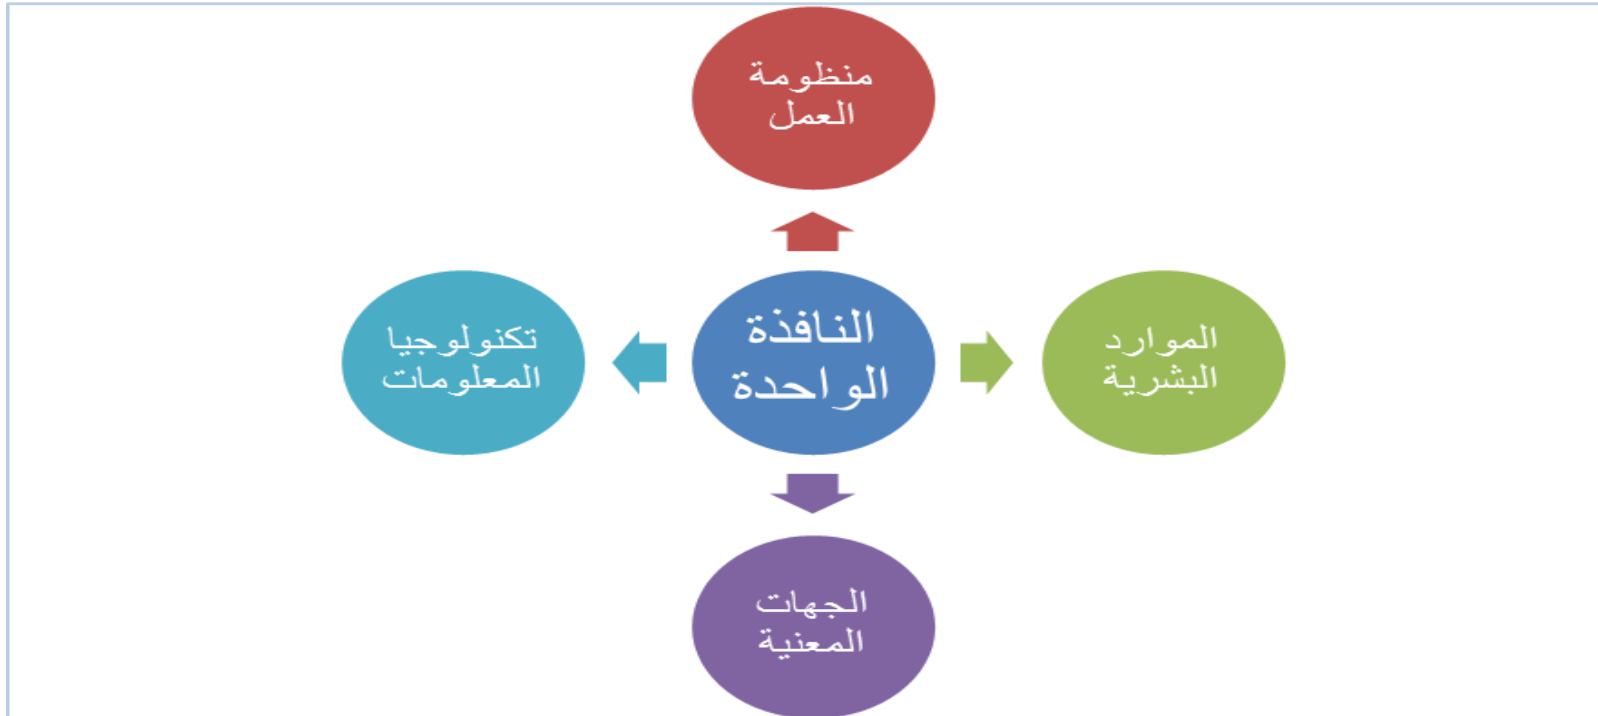 منظومة
العمل
الموارد
البشرية
النافذة
الواحدة
تكنولوجيا
المعلومات
الجهات
المعنية